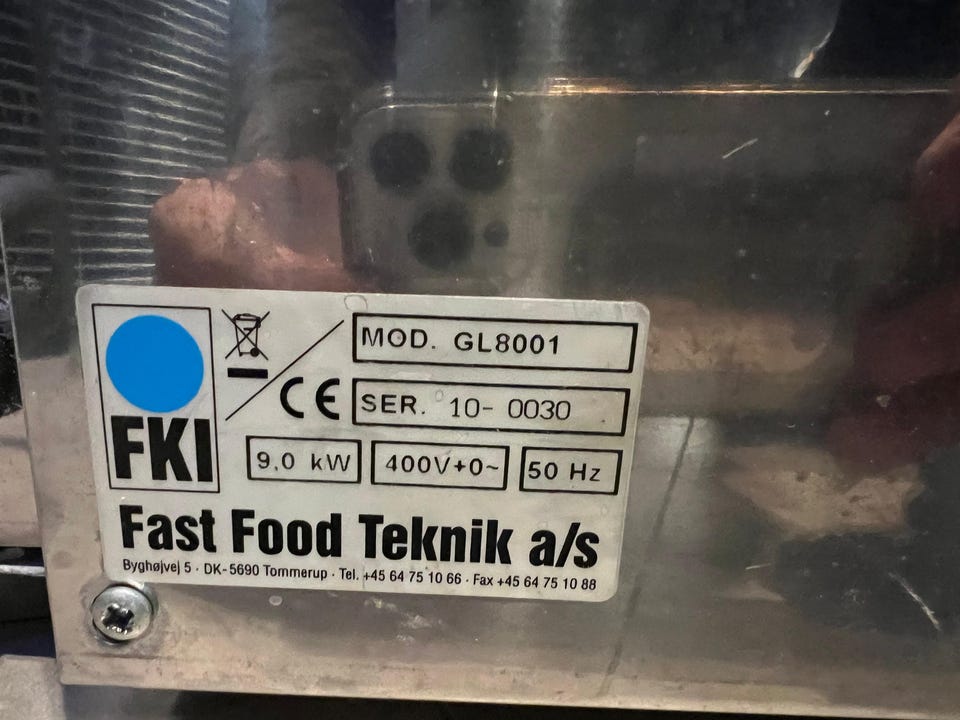 FKI
CE
MOD. GL8001
SER. 10- 0030
9,0 kW 400V+0~ 50 Hz
Fast Food Teknik a/s
Byghøjvej 5 · DK-5690 Tommerup · Tel. +45 64 75 10 66 · Fax +45 64 75 10 88